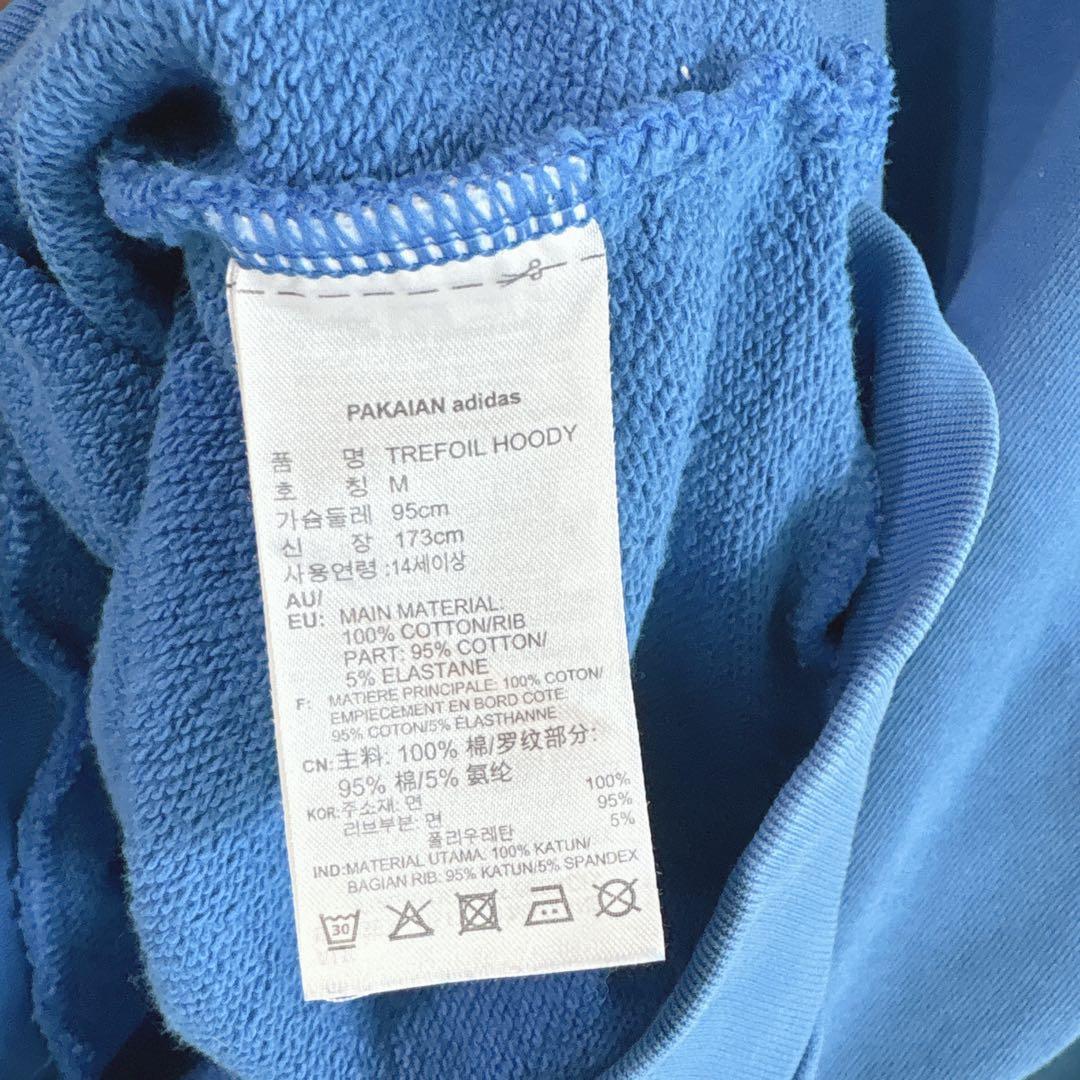 PAKAIAN adidas
품 명 TREFOIL HOODY
호 칭 M
가슴둘레 95cm
신 장 173cm
사용연령 :14세이상
AU/
EU: MAIN MATERIAL:
100% COTTON/RIB
PART: 95% COTTON/
5% ELASTANE
F: MATIERE PRINCIPALE: 100% COTON/
EMPIECEMENT EN BORD COTE:
95% COTON/5% ELASTHANNE
CN: 主料: 100% 棉/罗纹部分:
95% 棉/5% 氨纶
KOR: 주소재: 면 100%
리브부분: 면 95%
폴리우레탄 5%
IND:MATERIAL UTAMA: 100% KATUN/
BAGIAN RIB: 95% KATUN/5% SPANDEX
30